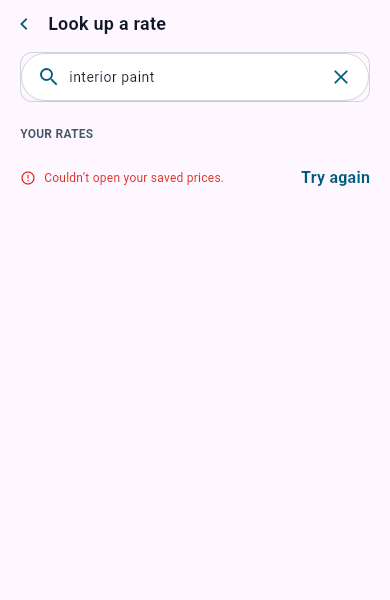 Look up a rate
interior paint
YOUR RATES
Couldn't open your saved prices.
Try again